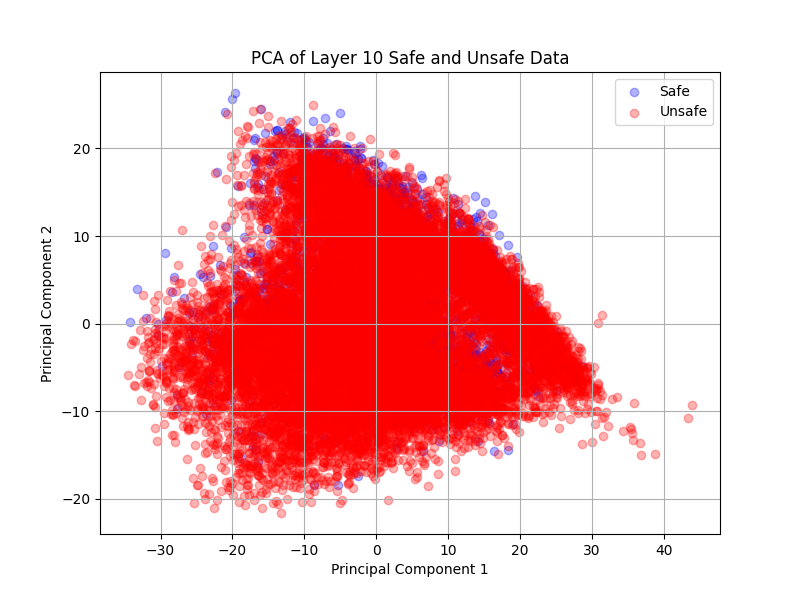 PCA of Layer 10 Safe and Unsafe Data
Safe
Unsafe
Principal Component 2
20
10
0
−10
−20
−30
−20
−10
0
10
20
30
40
Principal Component 1